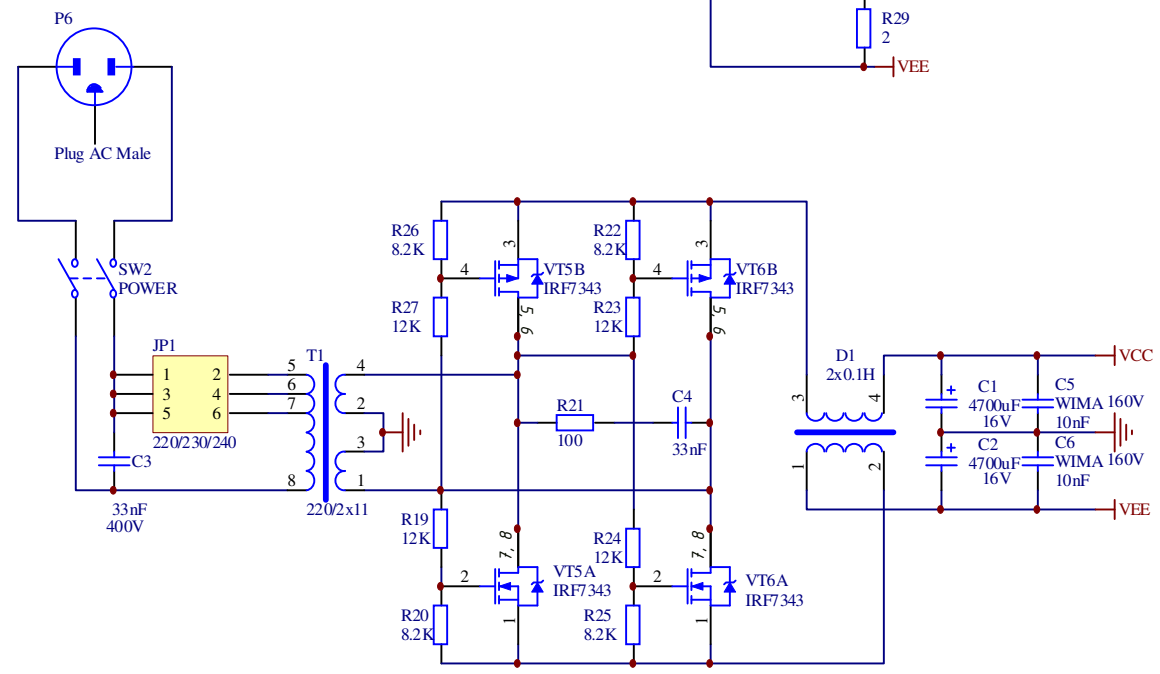 P6
R29
2
VEE
Plug AC Male
R26
8.2K
3
4
VT5B
IRF7343
R22
8.2K
3
4
VT6B
IRF7343
SW2
POWER
R27
12K
5, 6
R23
12K
5, 6
JP1
1 2
3 4
5 6
220/230/240
T1
5
6
7
8
4
2
3
1
220/2x11
C3
33nF
400V
R21
100
C4
33nF
D1
2x0.1H
3
4
1
2
VCC
C1
4700uF
16V
C5
WIMA 160V
10nF
C2
4700uF
16V
C6
WIMA 160V
10nF
VEE
R19
12K
7, 8
2
VT5A
IRF7343
R24
12K
7, 8
2
VT6A
IRF7343
R20
8.2K
1
R25
8.2K
1